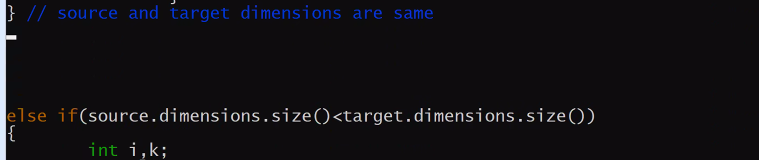 } // source and target dimensions are same
else if(source.dimensions.size()<target.dimensions.size())
{
int i,k;